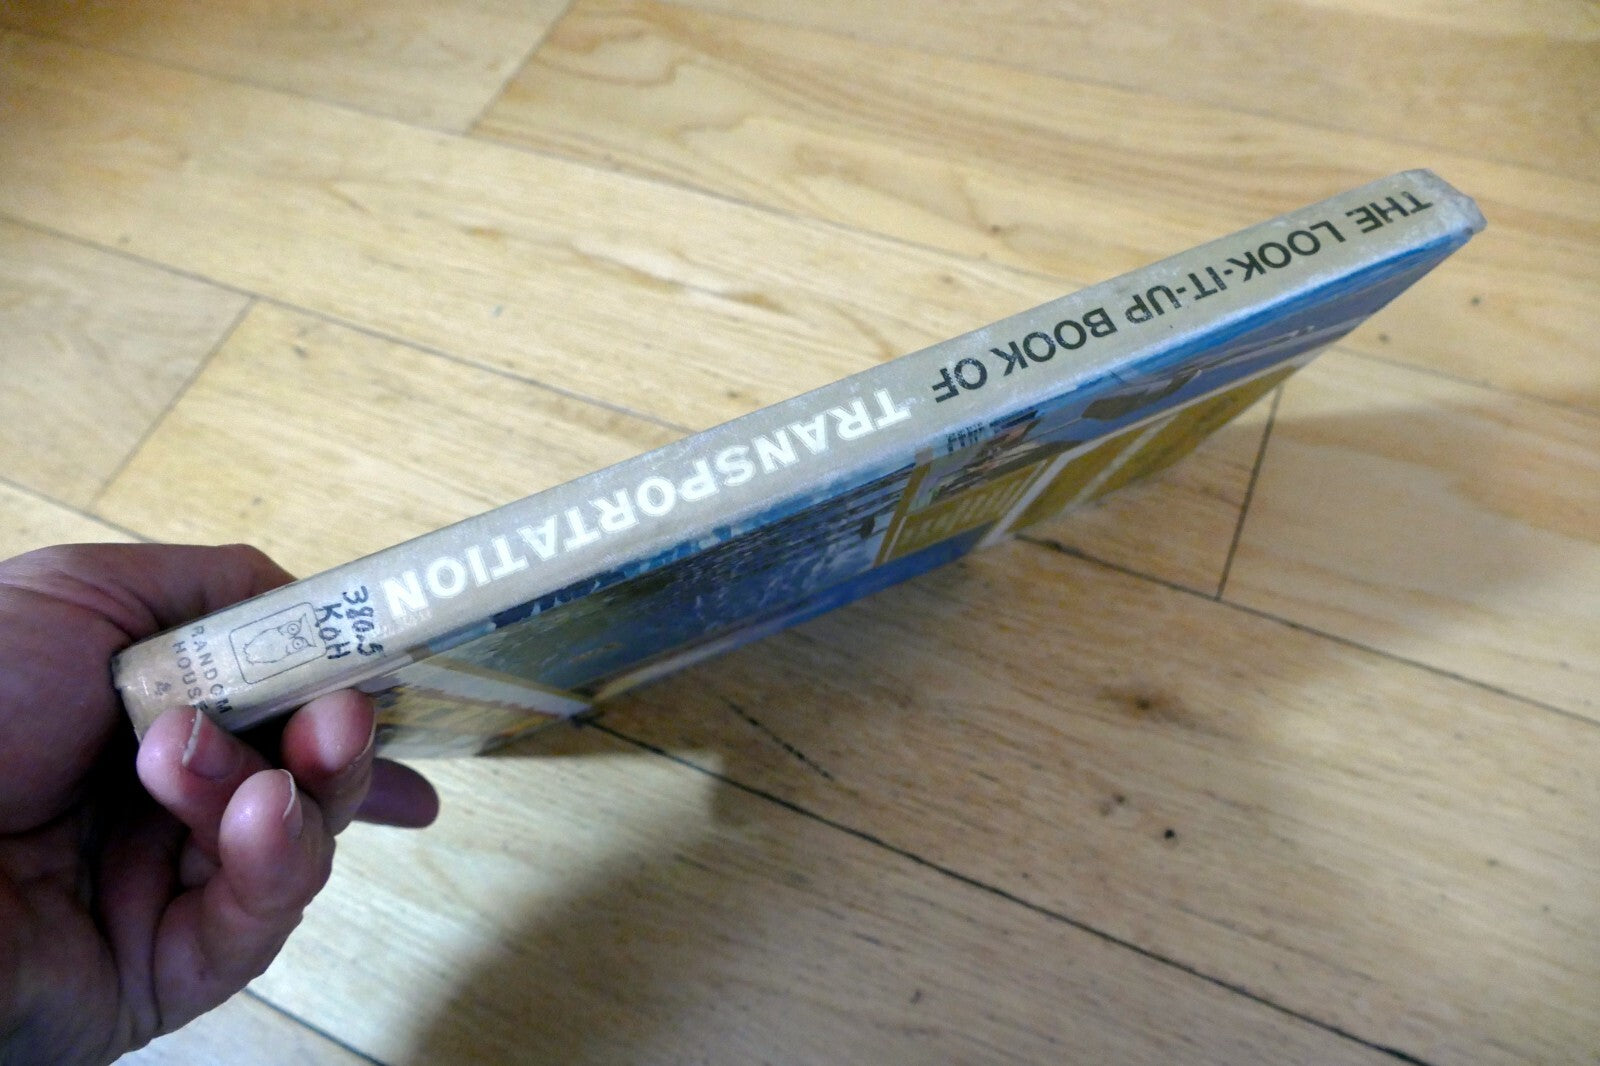 THE LOOK-IT-UP BOOK OF
TRANSPORTATION
380.5
KOH
RANDOM
HOUSE
&